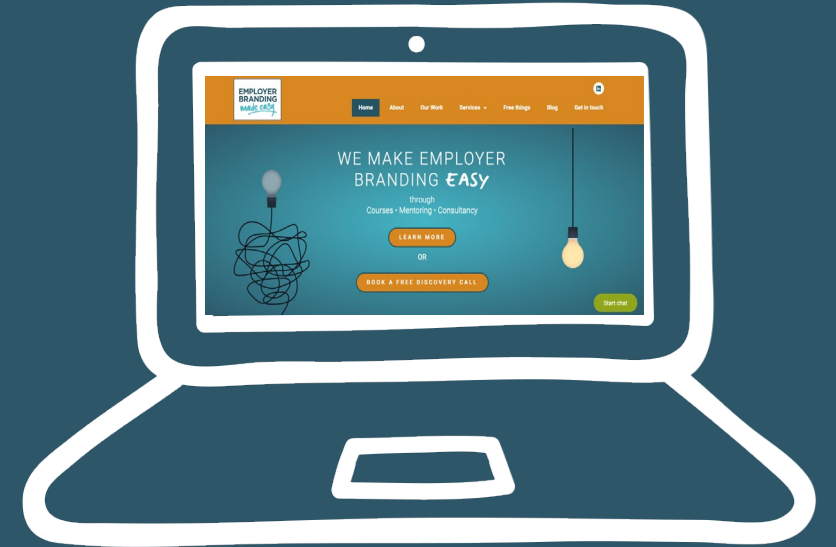 EMPLOYER
BRANDING
made easy
Home About Our Work Services Free things Blog Get in touch
WE MAKE EMPLOYER
BRANDING EASY
through
Courses - Mentoring - Consultancy
LEARN MORE
OR
BOOK A FREE DISCOVERY CALL
Start chat